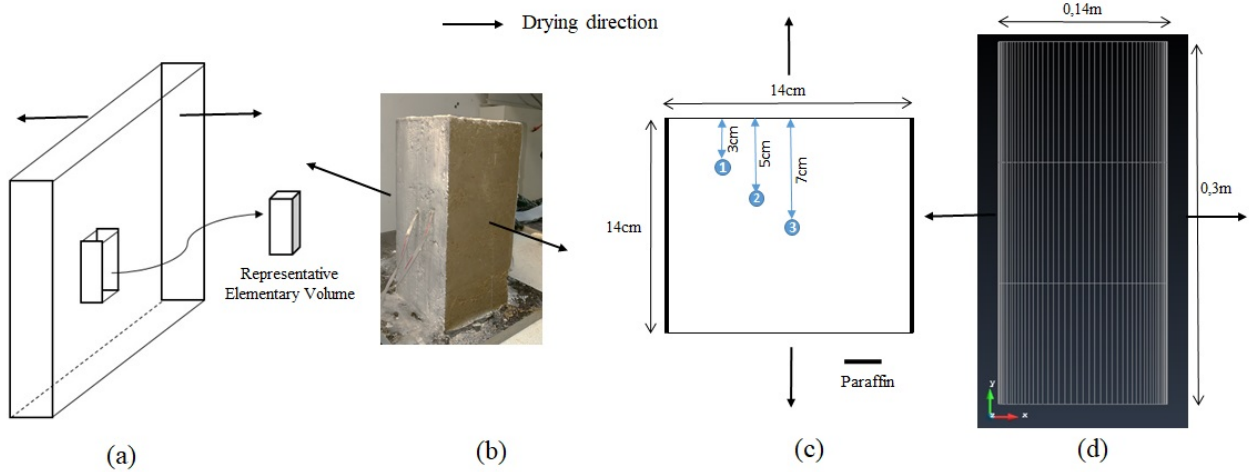 Drying direction
0,14m
14cm
3cm
5cm
7cm
1
2
3
14cm
0,3m
Representative
Elementary Volume
Paraffin
y
z
x
(a)
(b)
(c)
(d)